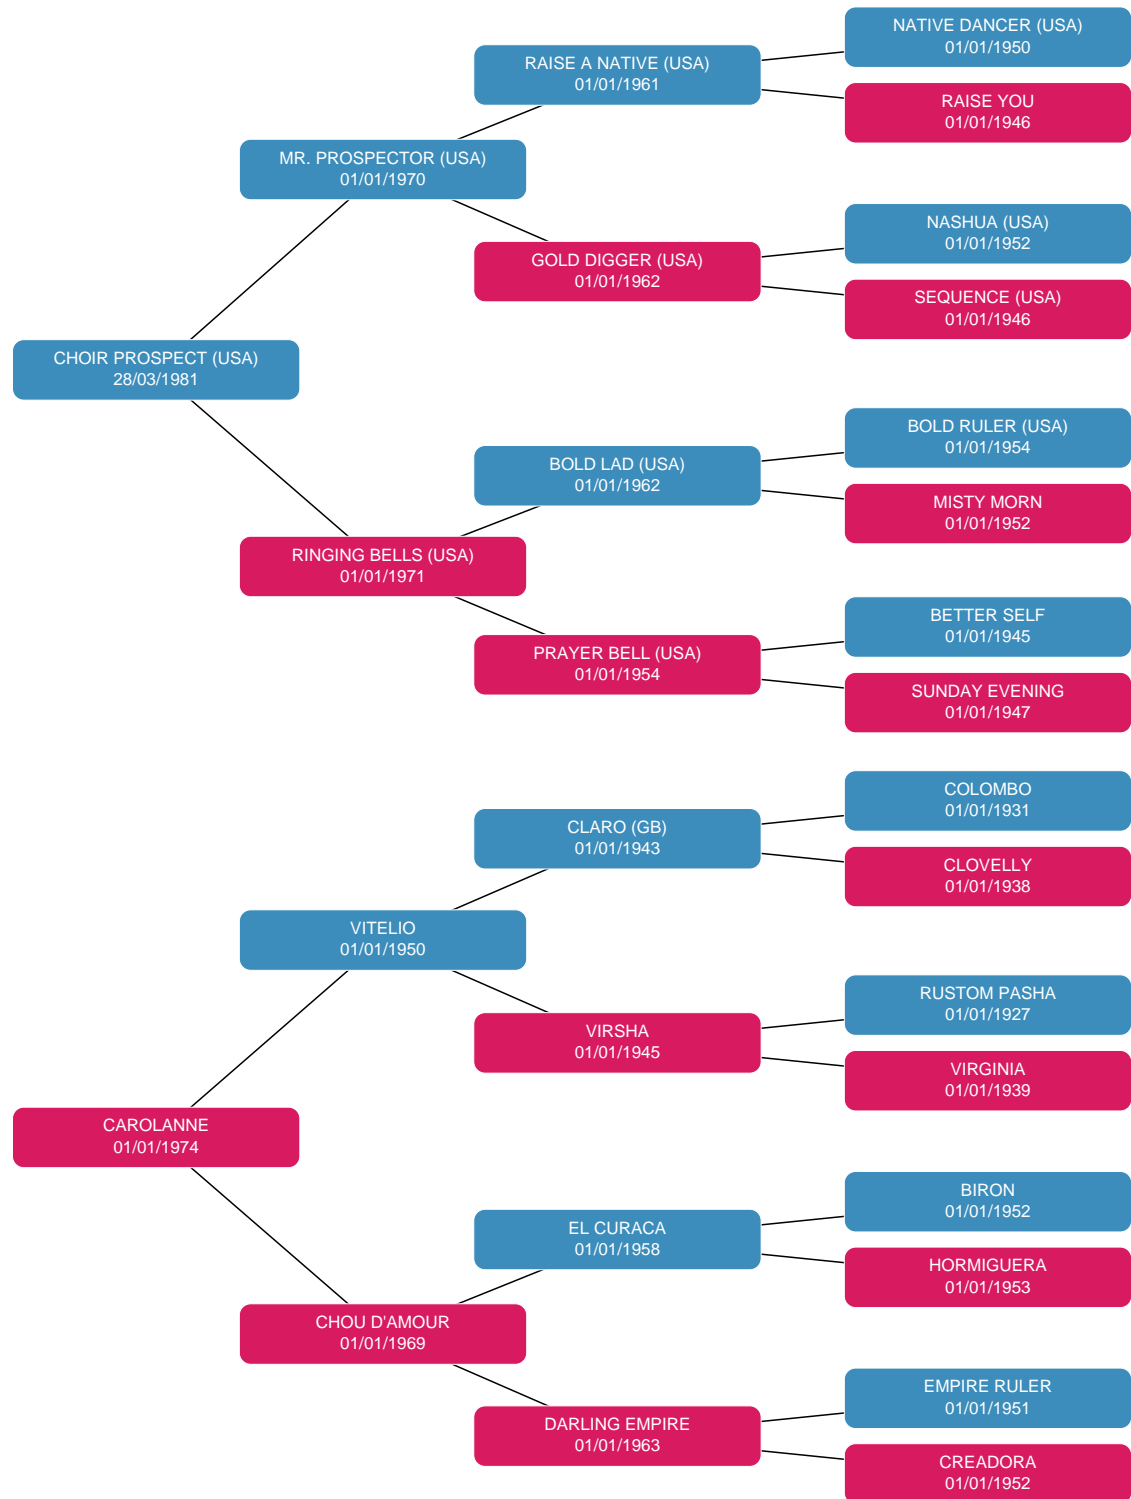 NATIVE DANCER (USA)
01/01/1950
RAISE A NATIVE (USA)
01/01/1961
RAISE YOU
01/01/1946
MR. PROSPECTOR (USA)
01/01/1970
NASHUA (USA)
01/01/1952
GOLD DIGGER (USA)
01/01/1962
SEQUENCE (USA)
01/01/1946
CHOIR PROSPECT (USA)
28/03/1981
BOLD RULER (USA)
01/01/1954
BOLD LAD (USA)
01/01/1962
MISTY MORN
01/01/1952
RINGING BELLS (USA)
01/01/1971
BETTER SELF
01/01/1945
PRAYER BELL (USA)
01/01/1954
SUNDAY EVENING
01/01/1947
COLOMBO
01/01/1931
CLARO (GB)
01/01/1943
CLOVELLY
01/01/1938
VITELIO
01/01/1950
RUSTOM PASHA
01/01/1927
VIRSHA
01/01/1945
VIRGINIA
01/01/1939
CAROLANNE
01/01/1974
BIRON
01/01/1952
EL CURACA
01/01/1958
HORMIGUERA
01/01/1953
CHOU D'AMOUR
01/01/1969
EMPIRE RULER
01/01/1951
DARLING EMPIRE
01/01/1963
CREADORA
01/01/1952